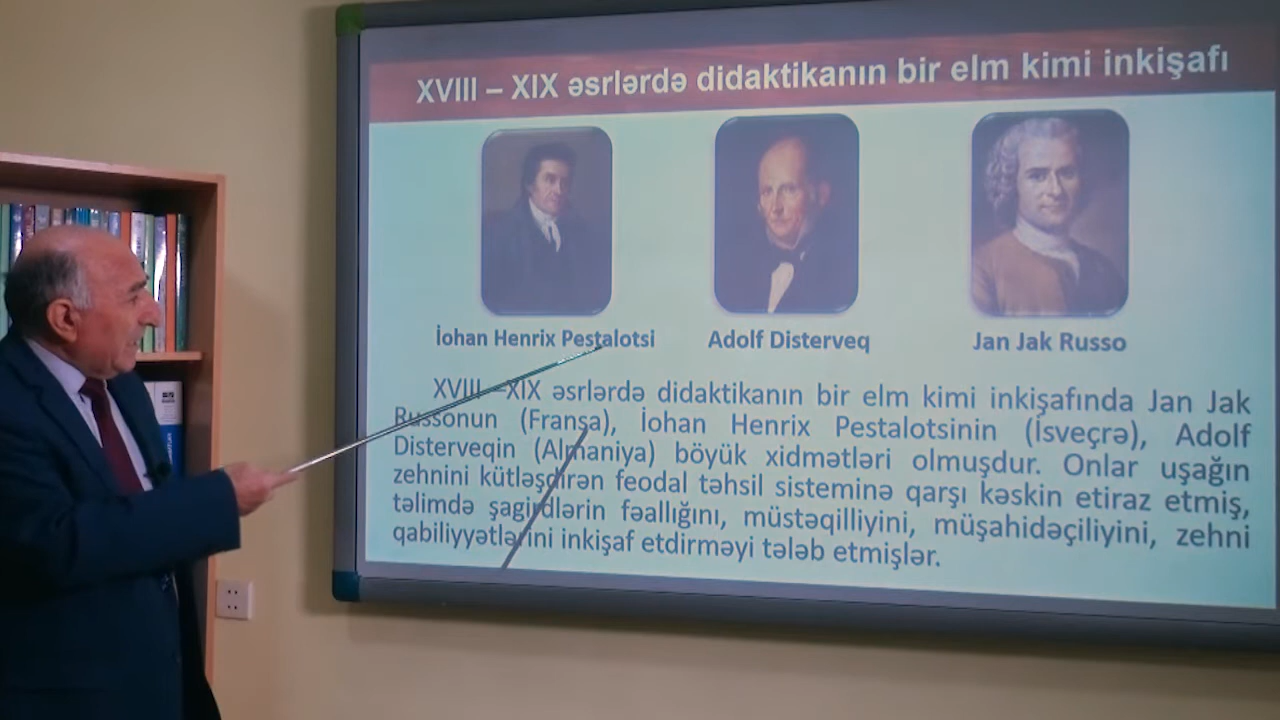 XVIII – XIX əsrlərdə didaktikanın bir elm kimi inkişafı
İohan Henrix Pestalotsi
Adolf Disterveq
Jan Jak Russo
XVIII –XIX əsrlərdə didaktikanın bir elm kimi inkişafında Jan Jak
Russonun (Fransa), İohan Henrix Pestalotsinin (İsveçrə), Adolf
Disterveqin (Almaniya) böyük xidmətləri olmuşdur. Onlar uşağın
zehnini kütləşdirən feodal təhsil sisteminə qarşı kəskin etiraz etmiş,
təlimdə şagirdlərin fəallığını, müstəqilliyini, müşahidəçiliyini, zehni
qabiliyyətlərini inkişaf etdirməyi tələb etmişlər.